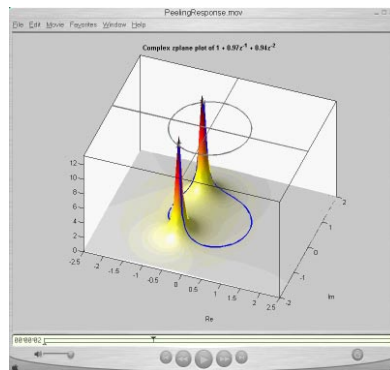 PeelingResponse.mov
File Edit Movie Favorites Window Help
Complex zplane plot of 1 + 0.97z⁻¹ + 0.94z⁻²
12
10
8
6
4
2
0
-2.5 -2 -1.5 -1 -0.5 0 0.5 1 1.5 2 2.5
-2 -1 0 1 2
Re
Im
00:00:02